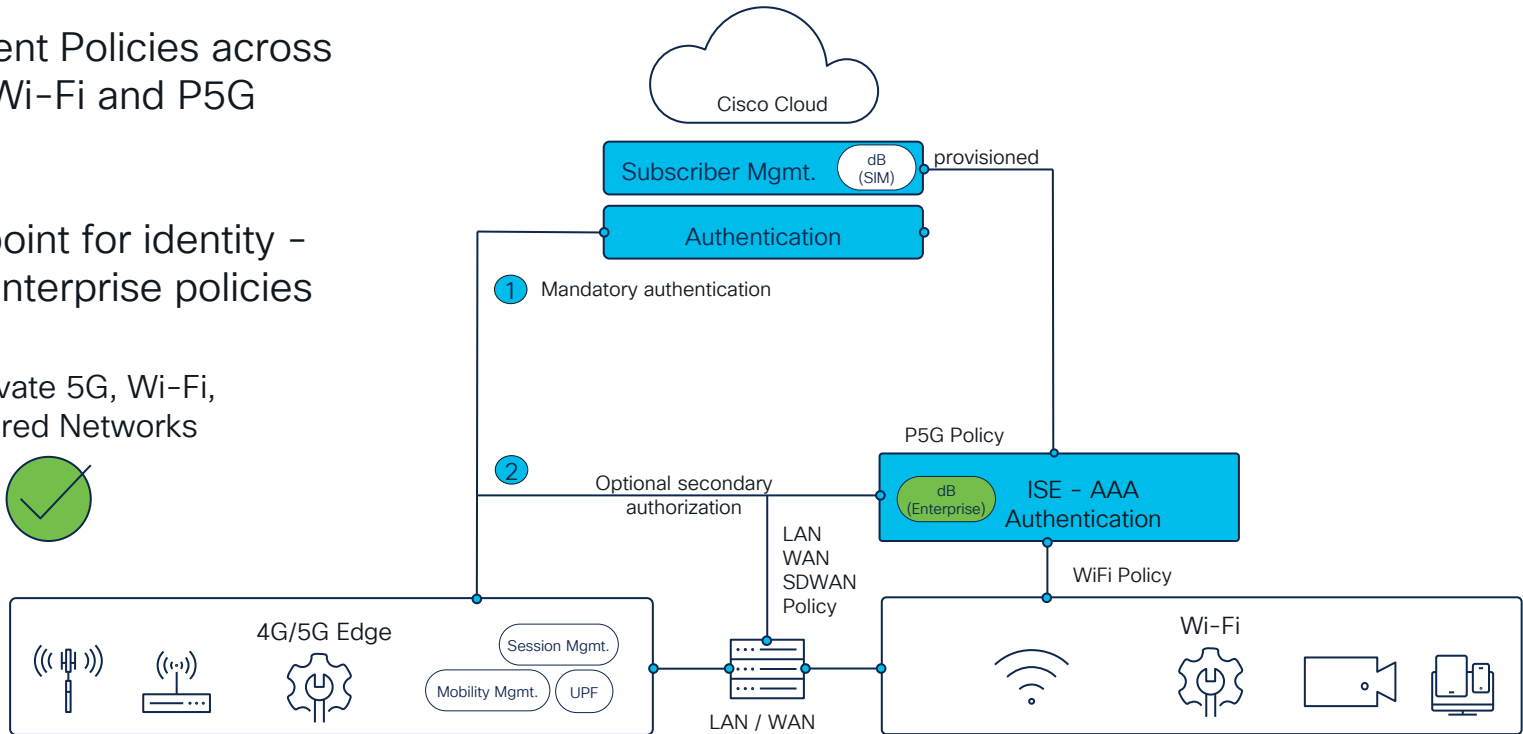 ent Policies across
Wi-Fi and P5G
point for identity -
enterprise policies
vate 5G, Wi-Fi,
red Networks
Cisco Cloud
Subscriber Mgmt.
dB
(SIM)
provisioned
Authentication
1 Mandatory authentication
2
Optional secondary
authorization
P5G Policy
dB
(Enterprise)
ISE - AAA
Authentication
LAN
WAN
SDWAN
Policy
WiFi Policy
4G/5G Edge
Session Mgmt.
Mobility Mgmt.
UPF
LAN / WAN
Wi-Fi